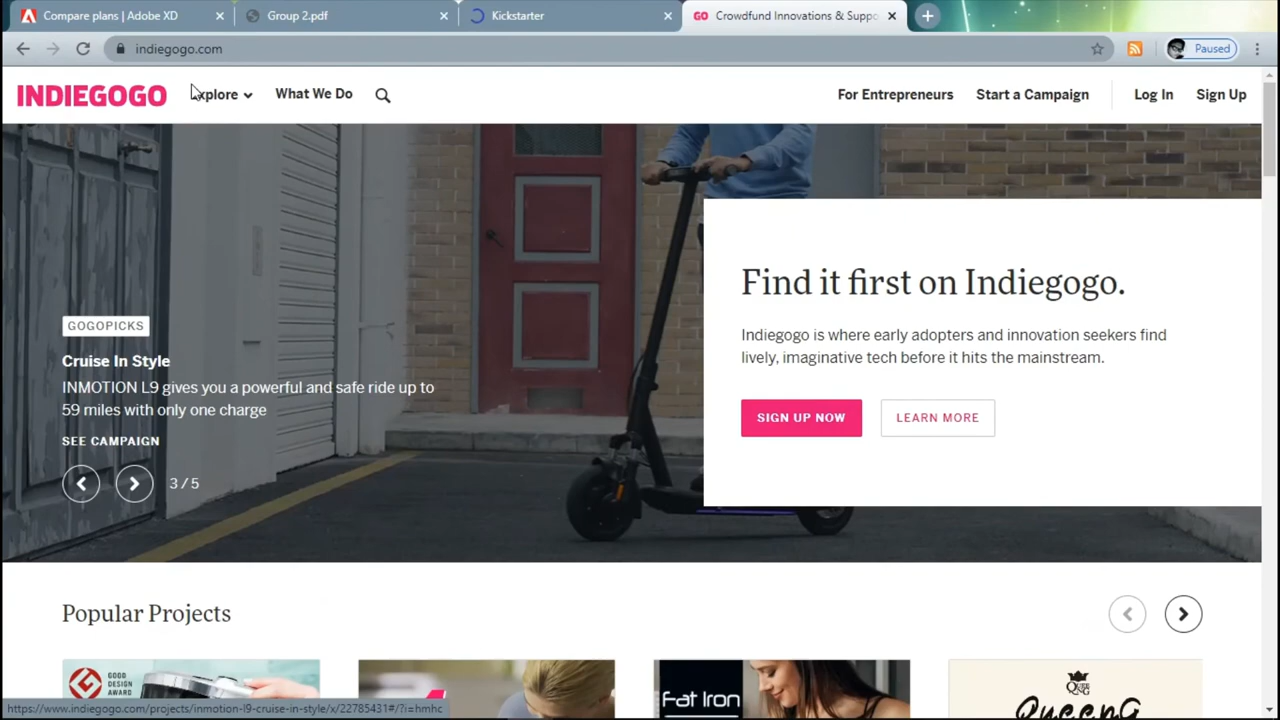 Compare plans | Adobe XD
Group 2.pdf
Kickstarter
GO Crowdfund Innovations & Suppo
indiegogo.com
Paused
INDIEGOGO
Explore
What We Do
For Entrepreneurs
Start a Campaign
Log In
Sign Up
GOGOPICKS
Cruise In Style
INMOTION L9 gives you a powerful and safe ride up to
59 miles with only one charge
SEE CAMPAIGN
3 / 5
Find it first on Indiegogo.
Indiegogo is where early adopters and innovation seekers find
lively, imaginative tech before it hits the mainstream.
SIGN UP NOW
LEARN MORE
Popular Projects
GOOD
DESIGN
AWARD
Fat Iron
Queena
https://www.indiegogo.com/projects/inmotion-l9-cruise-in-style/x/22785431#/?i=hmhc